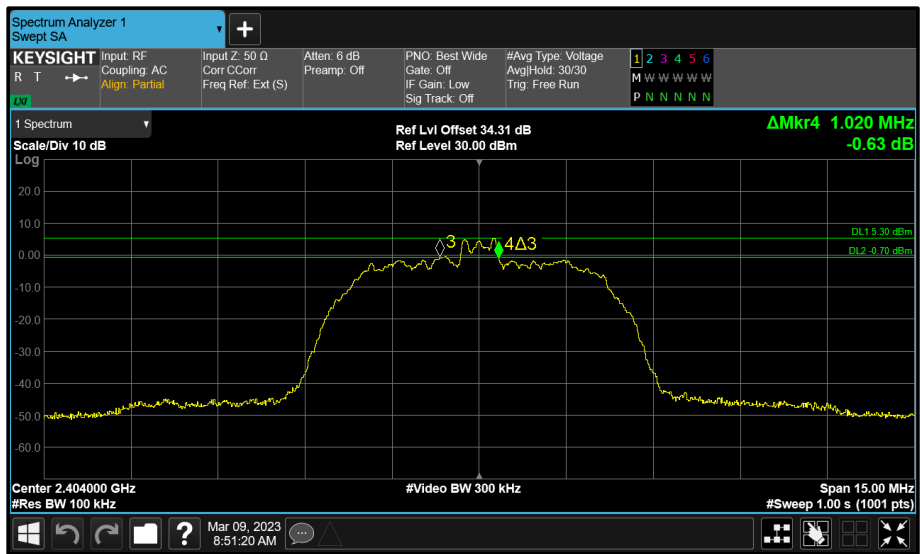 Spectrum Analyzer 1
Swept SA
+
KEYSIGHT
R T
LXI
Input: RF
Coupling: AC
Align: Partial
Input Z: 50 Ω
Corr CCorr
Freq Ref: Ext (S)
Atten: 6 dB
Preamp: Off
PNO: Best Wide
Gate: Off
IF Gain: Low
Sig Track: Off
#Avg Type: Voltage
Avg|Hold: 30/30
Trig: Free Run
1 2 3 4 5 6
M W W W W W
P N N N N N
1 Spectrum
Scale/Div 10 dB
Ref Lvl Offset 34.31 dB
Ref Level 30.00 dBm
ΔMkr4 1.020 MHz
-0.63 dB
Log
20.0
10.0
0.00
-10.0
-20.0
-30.0
-40.0
-50.0
-60.0
3
4Δ3
DL1 5.30 dBm
DL2 -0.70 dBm
Center 2.404000 GHz
#Video BW 300 kHz
Span 15.00 MHz
#Res BW 100 kHz
#Sweep 1.00 s (1001 pts)
?
Mar 09, 2023
8:51:20 AM